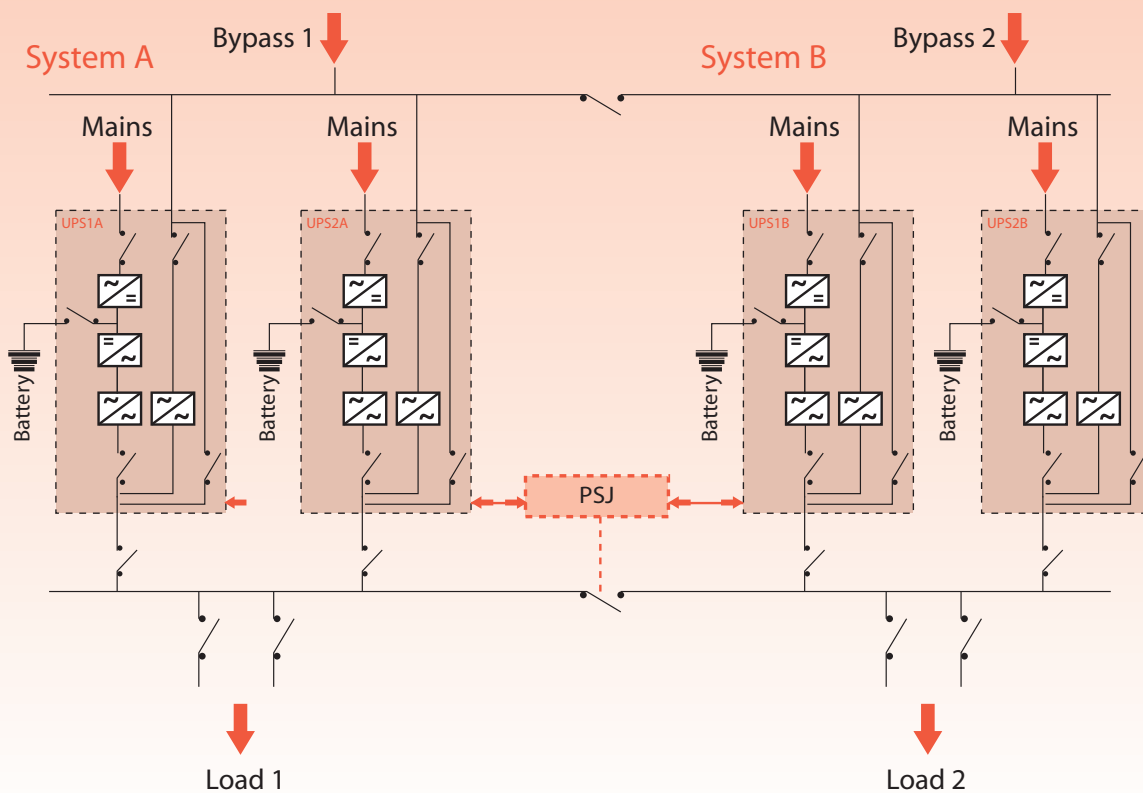 Bypass 1
Bypass 2
System A
System B
Mains
Mains
Mains
Mains
UPS1A
UPS2A
UPS1B
UPS2B
Battery
Battery
Battery
Battery
PSJ
Load 1
Load 2